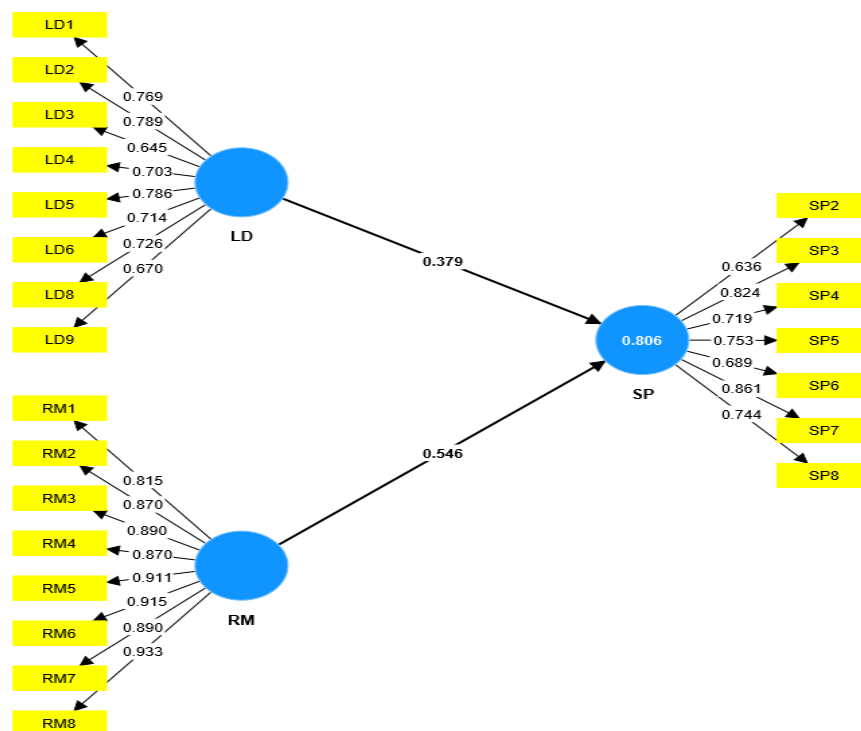 LD1
LD2
LD3
LD4
LD5
LD6
LD8
LD9
0.769
0.789
0.645
0.703
0.786
0.714
0.726
0.670
LD
0.379
RM1
RM2
RM3
RM4
RM5
RM6
RM7
RM8
0.815
0.870
0.890
0.870
0.911
0.915
0.890
0.933
RM
0.546
0.806
SP
0.636
0.824
0.719
0.753
0.689
0.861
0.744
SP2
SP3
SP4
SP5
SP6
SP7
SP8